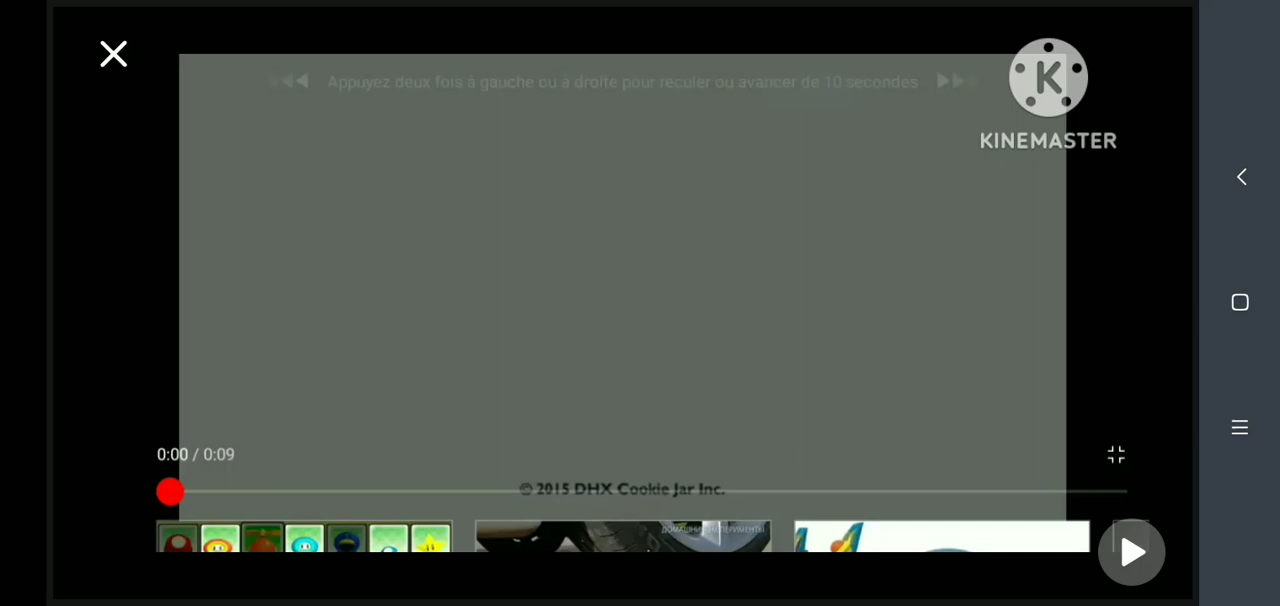 Appuyez deux fois à gauche ou à droite pour reculer ou avancer de 10 secondes
K
KINEMASTER
0:00 / 0:09
© 2015 DHX Cookie Jar Inc.